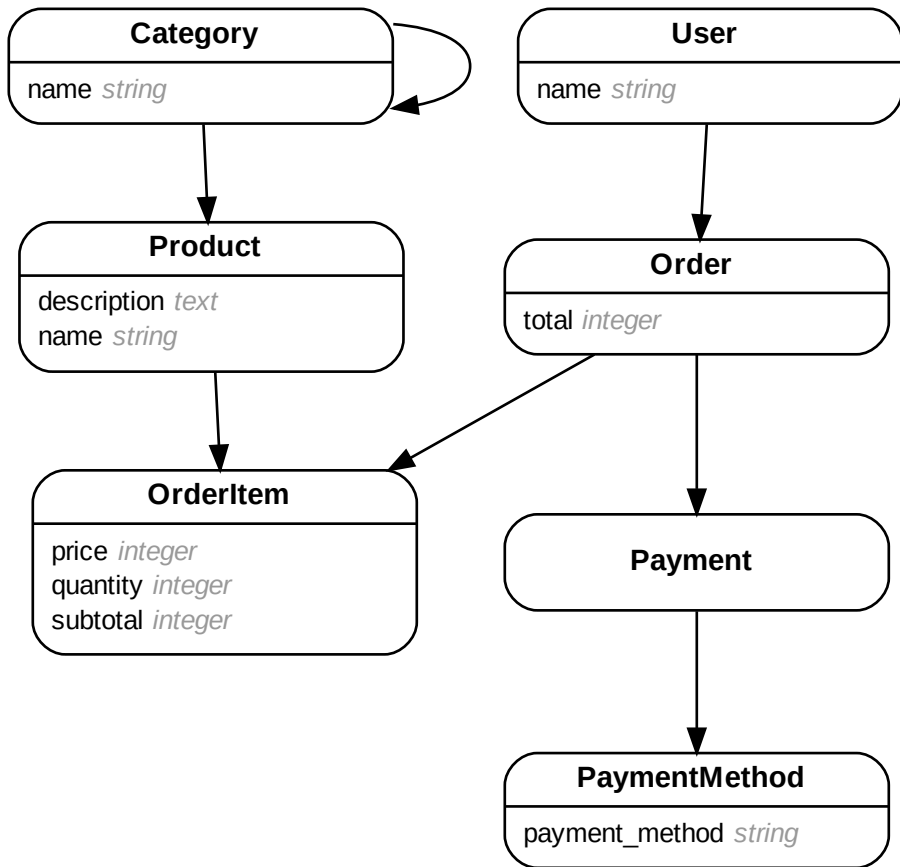 Category
name string
User
name string
Product
description text
name string
Order
total integer
OrderItem
price integer
quantity integer
subtotal integer
Payment
PaymentMethod
payment_method string